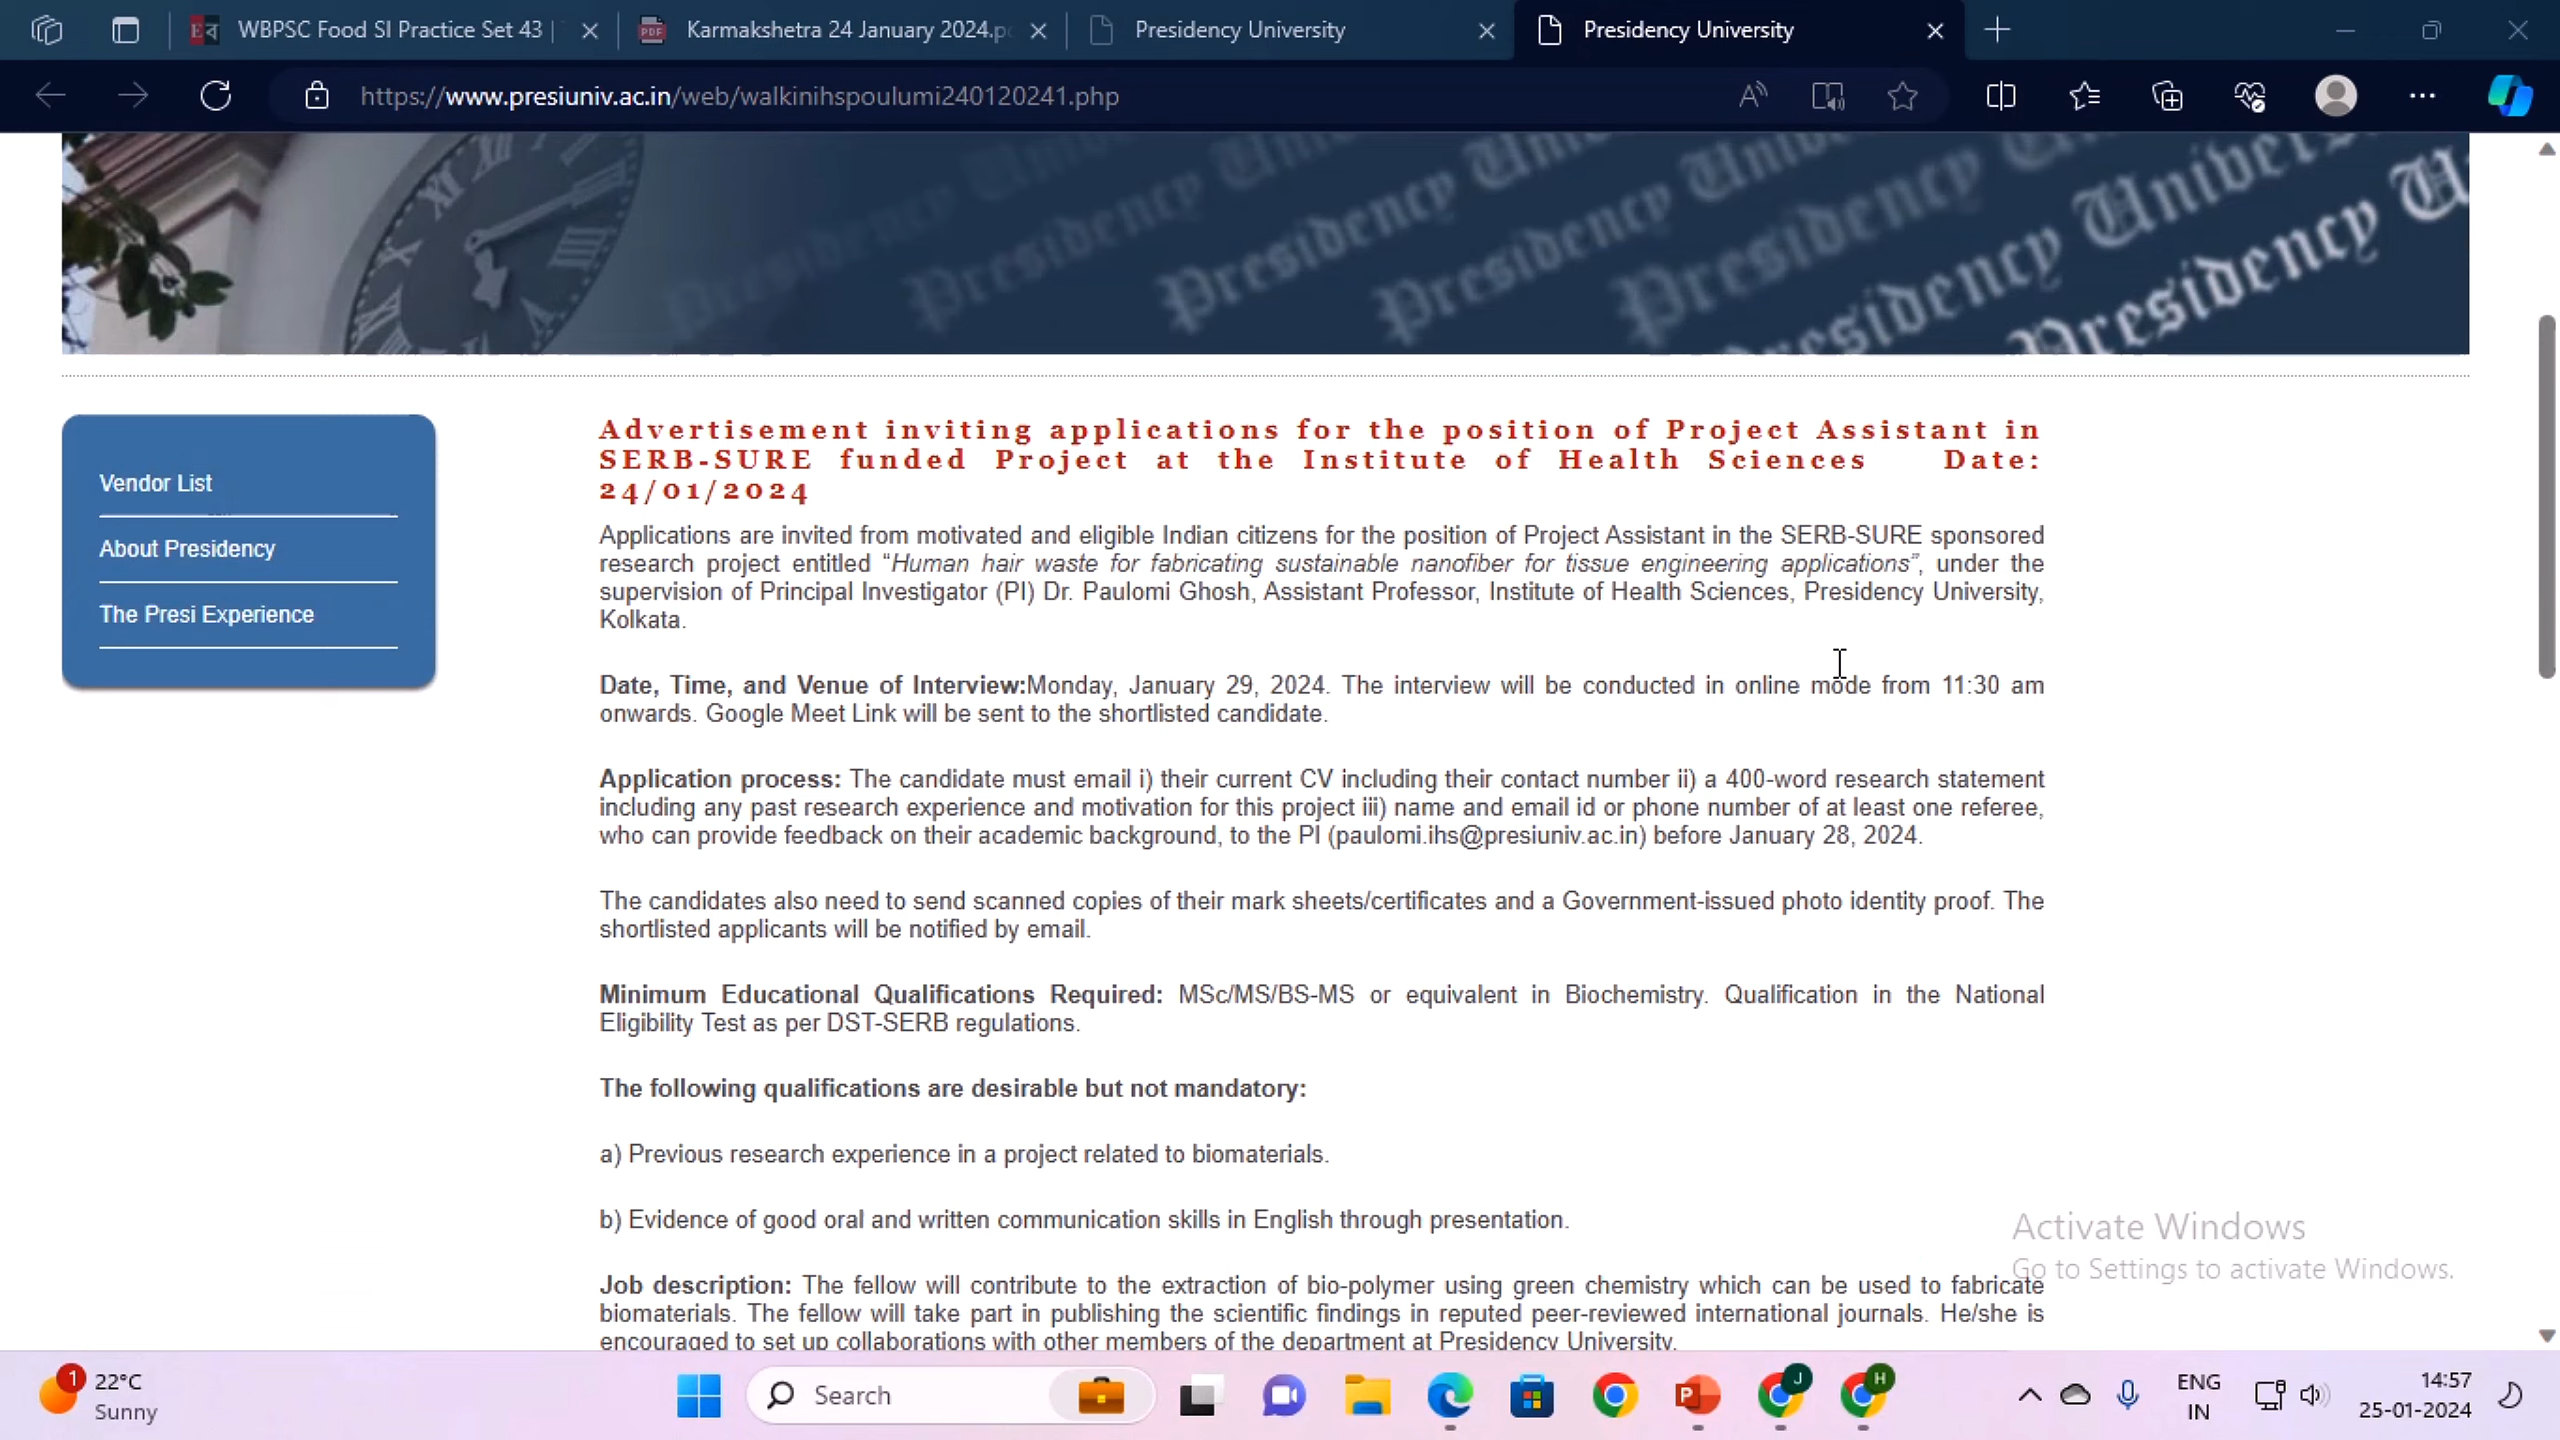 WBPSC Food SI Practice Set 43 |
Karmakshetra 24 January 2024.p
Presidency University
Presidency University
https://www.presiuniv.ac.in/web/walkinihspoulumi240120241.php
Presidency University
Presidency University
Advertisement inviting applications for the position of Project Assistant in
SERB-SURE funded Project at the Institute of Health Sciences Date:
24/01/2024
Vendor List
About Presidency
The Presi Experience
Applications are invited from motivated and eligible Indian citizens for the position of Project Assistant in the SERB-SURE sponsored
research project entitled “Human hair waste for fabricating sustainable nanofiber for tissue engineering applications”, under the
supervision of Principal Investigator (PI) Dr. Paulomi Ghosh, Assistant Professor, Institute of Health Sciences, Presidency University,
Kolkata.
Date, Time, and Venue of Interview:Monday, January 29, 2024. The interview will be conducted in online mode from 11:30 am
onwards. Google Meet Link will be sent to the shortlisted candidate.
Application process: The candidate must email i) their current CV including their contact number ii) a 400-word research statement
including any past research experience and motivation for this project iii) name and email id or phone number of at least one referee,
who can provide feedback on their academic background, to the PI (paulomi.ihs@presiuniv.ac.in) before January 28, 2024.
The candidates also need to send scanned copies of their mark sheets/certificates and a Government-issued photo identity proof. The
shortlisted applicants will be notified by email.
Minimum Educational Qualifications Required: MSc/MS/BS-MS or equivalent in Biochemistry. Qualification in the National
Eligibility Test as per DST-SERB regulations.
The following qualifications are desirable but not mandatory:
a) Previous research experience in a project related to biomaterials.
b) Evidence of good oral and written communication skills in English through presentation.
Activate Windows
Go to Settings to activate Windows.
Job description: The fellow will contribute to the extraction of bio-polymer using green chemistry which can be used to fabricate
biomaterials. The fellow will take part in publishing the scientific findings in reputed peer-reviewed international journals. He/she is
encouraged to set up collaborations with other members of the department at Presidency University.
1
22°C
Sunny
Search
P
J
H
ENG
IN
14:57
25-01-2024